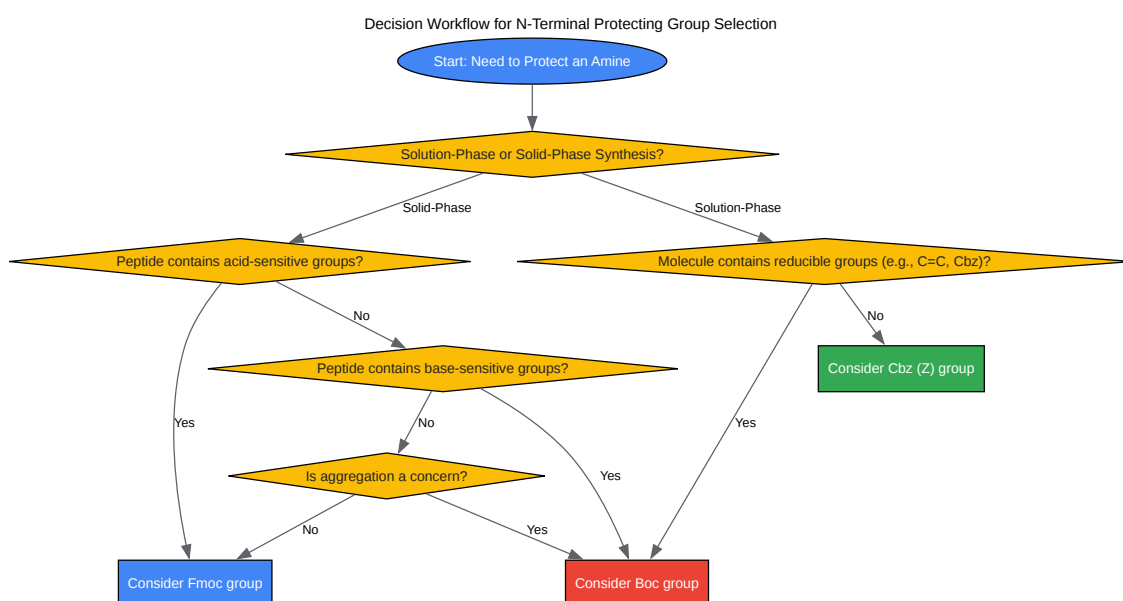 Decision Workflow for N-Terminal Protecting Group Selection
Start: Need to Protect an Amine
Solution-Phase or Solid-Phase Synthesis?
Solid-Phase
Solution-Phase
Peptide contains acid-sensitive groups?
Molecule contains reducible groups (e.g., C=C, Cbz)?
No
No
Peptide contains base-sensitive groups?
Consider Cbz (Z) group
Yes
No
Yes
Is aggregation a concern?
Yes
No
Yes
Consider Fmoc group
Consider Boc group